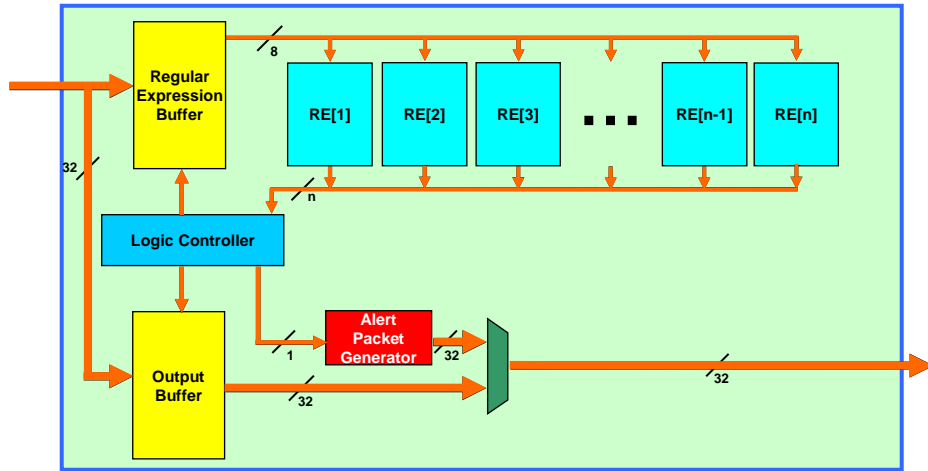 8
Regular
Expression
Buffer
RE[1]
RE[2]
RE[3]
...
RE[n-1]
RE[n]
32
n
Logic Controller
Alert
Packet
Generator
1
32
Output
Buffer
32
32